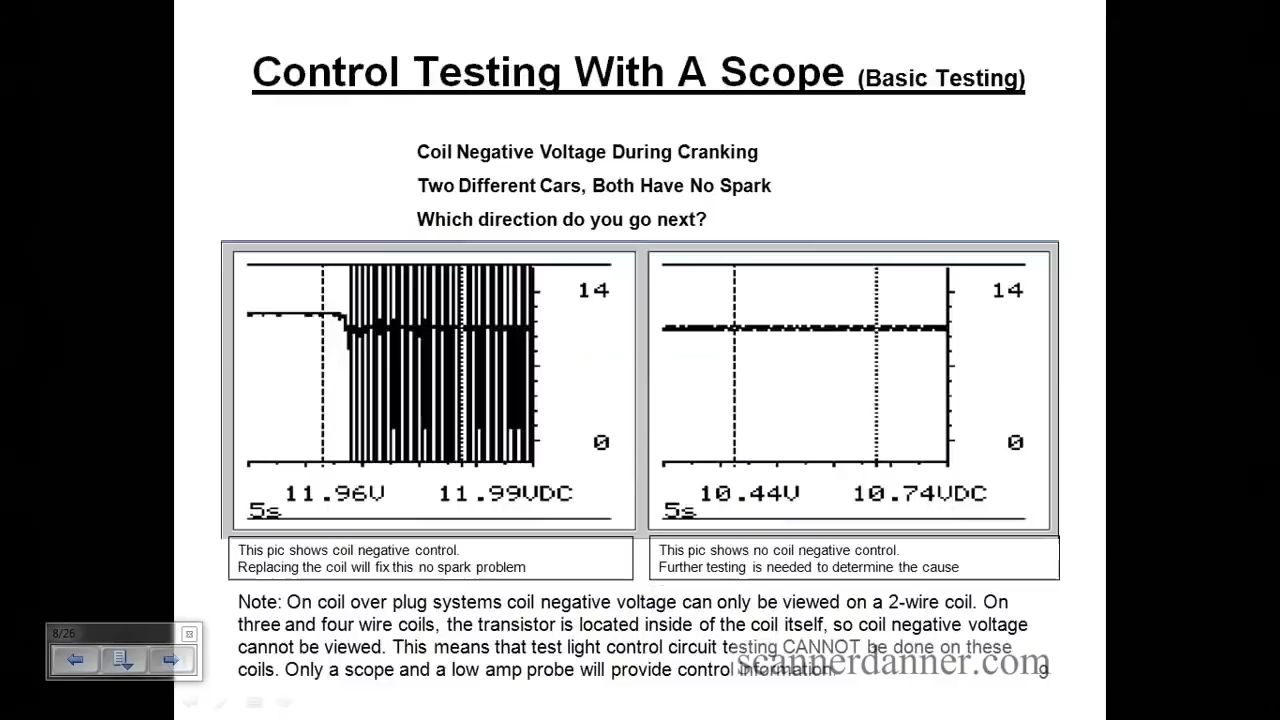 Control Testing With A Scope (Basic Testing)
Coil Negative Voltage During Cranking
Two Different Cars, Both Have No Spark
Which direction do you go next?
14
0
11.96V 11.99VDC
5s
14
0
10.44V 10.74VDC
5s
This pic shows coil negative control.
Replacing the coil will fix this no spark problem
This pic shows no coil negative control.
Further testing is needed to determine the cause
Note: On coil over plug systems coil negative voltage can only be viewed on a 2-wire coil. On
three and four wire coils, the transistor is located inside of the coil itself, so coil negative voltage
cannot be viewed. This means that test light control circuit testing CANNOT be done on these
coils. Only a scope and a low amp probe will provide control information.
scannerdanner.com
9
8/26